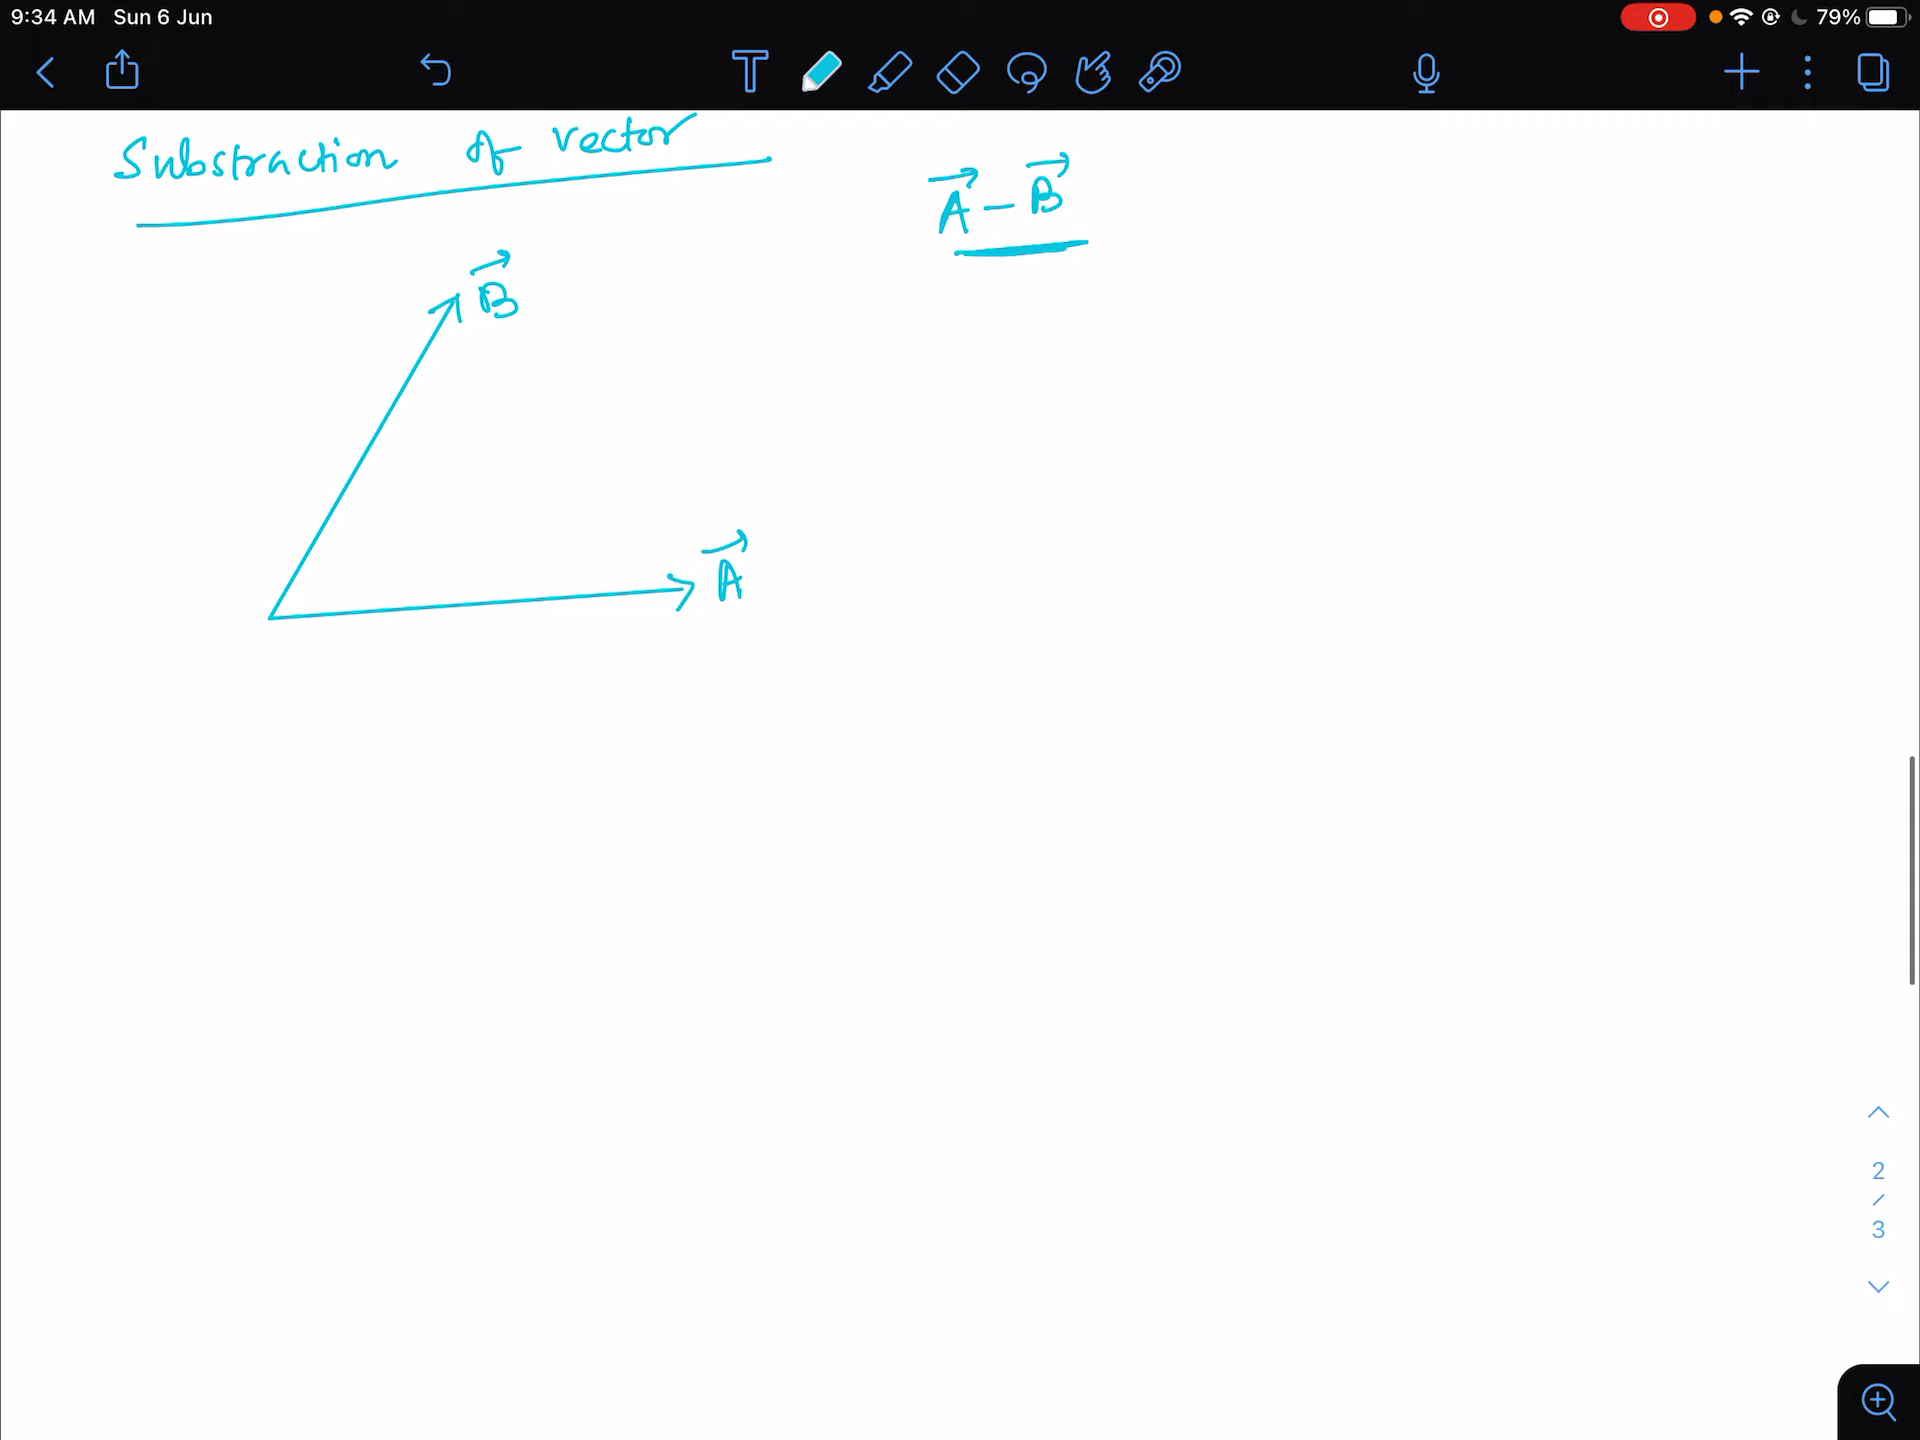 9:34 AM Sun 6 Jun
79%
Substraction of vector
A⃗ − B⃗
B⃗
A⃗
2
/
3